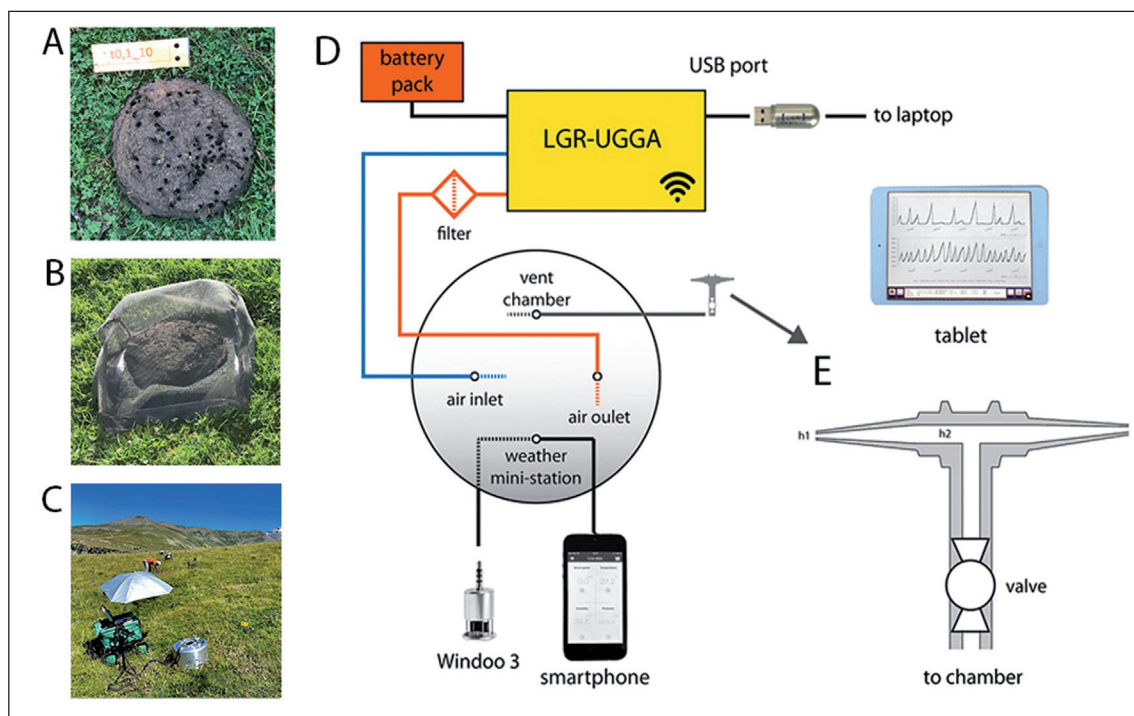 A
t0,1_10
B
C
D
battery
pack
LGR-UGGA
USB port
to laptop
filter
vent
chamber
air inlet
air oulet
weather
mini-station
Windoo 3
smartphone
tablet
E
h1
h2
valve
to chamber